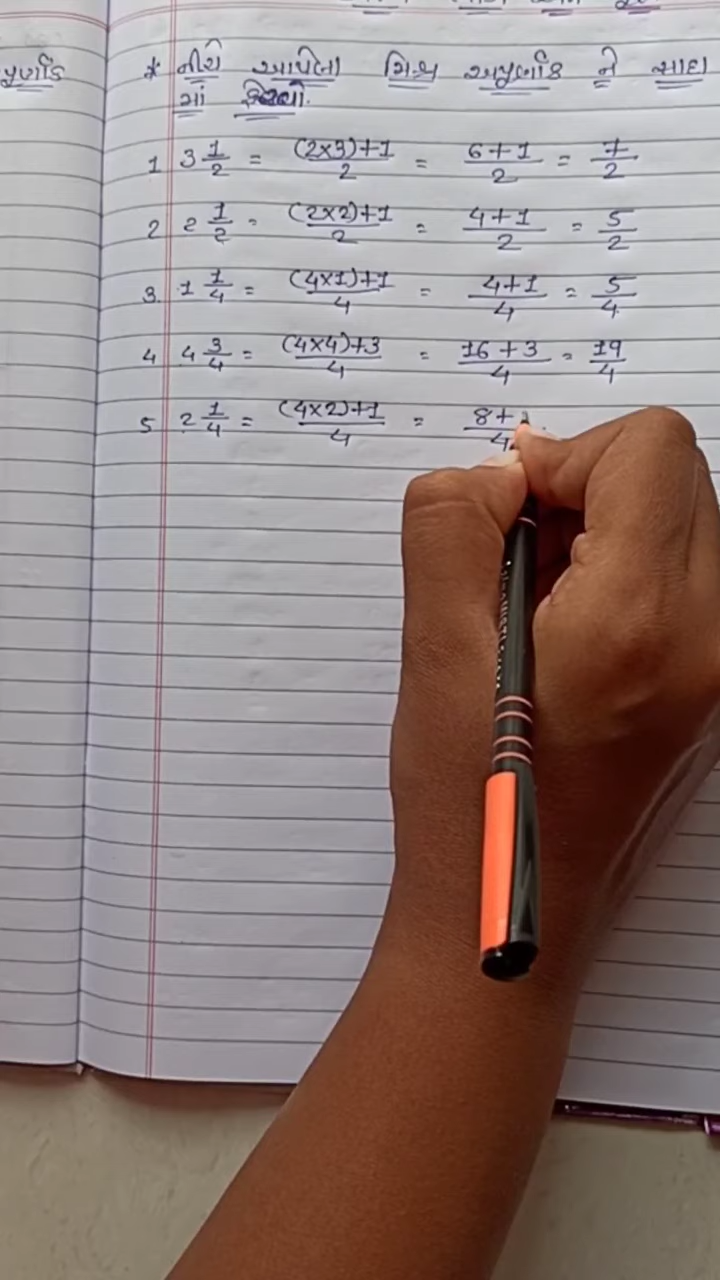 * નીચે આપેલા મિશ્ર અપૂર્ણાંક ને સાદા
માં ફેરવો.
1 3 1/2 = (2×3)+1/2 = 6+1/2 = 7/2
2 2 1/2 = (2×2)+1/2 = 4+1/2 = 5/2
3 1 1/4 = (4×1)+1/4 = 4+1/4 = 5/4
4 4 3/4 = (4×4)+3/4 = 16+3/4 = 19/4
5 2 1/4 = (4×2)+1/4 = 8+1/4